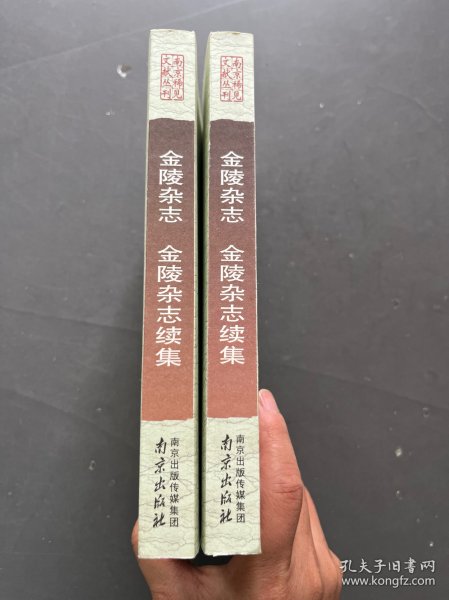 南京稀见
文献丛刊
金陵杂志 金陵杂志续集
南京出版传媒集团
南京出版社
南京稀见
文献丛刊
金陵杂志 金陵杂志续集
南京出版传媒集团
南京出版社
孔夫子旧书网
www.kongfz.com